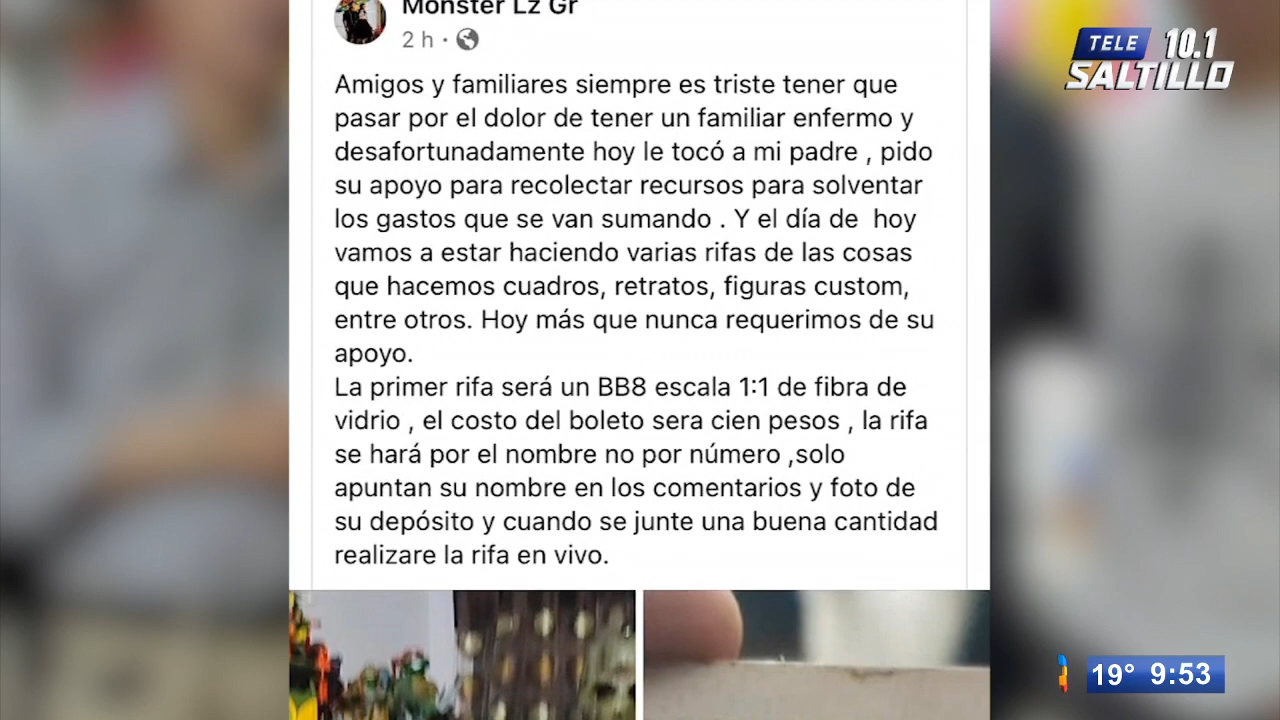 Monster Lz Gr
2 h ·
Amigos y familiares siempre es triste tener que
pasar por el dolor de tener un familiar enfermo y
desafortunadamente hoy le tocó a mi padre , pido
su apoyo para recolectar recursos para solventar
los gastos que se van sumando . Y el día de  hoy
vamos a estar haciendo varias rifas de las cosas
que hacemos cuadros, retratos, figuras custom,
entre otros. Hoy más que nunca requerimos de su
apoyo.
La primer rifa será un BB8 escala 1:1 de fibra de
vidrio , el costo del boleto sera cien pesos , la rifa
se hará por el nombre no por número ,solo
apuntan su nombre en los comentarios y foto de
su depósito y cuando se junte una buena cantidad
realizare la rifa en vivo.
TELE 10.1
SALTILLO
19° 9:53